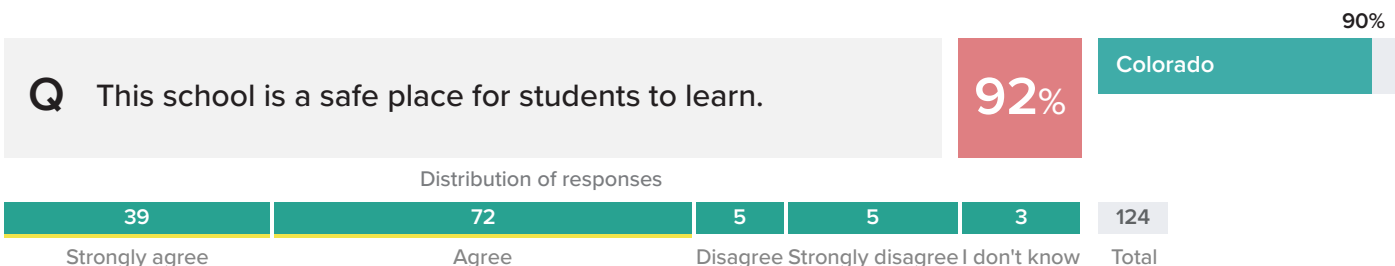 90%
Q This school is a safe place for students to learn.
92%
Colorado
Distribution of responses
39 72 5 5 3 124
Strongly agree Agree Disagree Strongly disagree I don't know Total